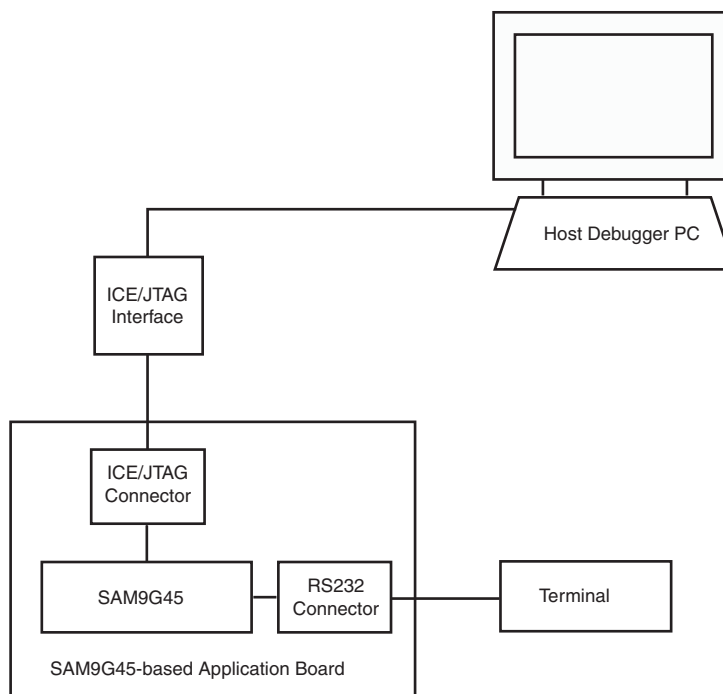 Host Debugger PC
ICE/JTAG
Interface
ICE/JTAG
Connector
SAM9G45
RS232
Connector
Terminal
SAM9G45-based Application Board